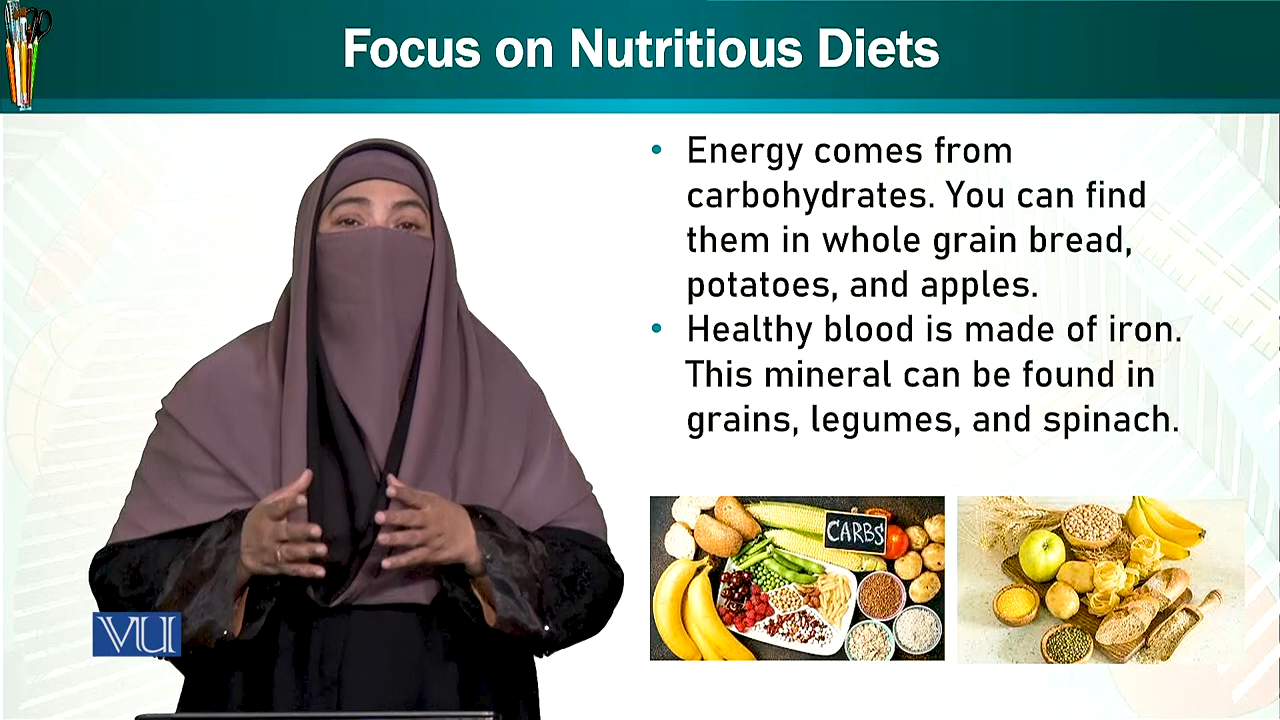 Focus on Nutritious Diets
• Energy comes from
carbohydrates. You can find
them in whole grain bread,
potatoes, and apples.
• Healthy blood is made of iron.
This mineral can be found in
grains, legumes, and spinach.
CARBS
VU